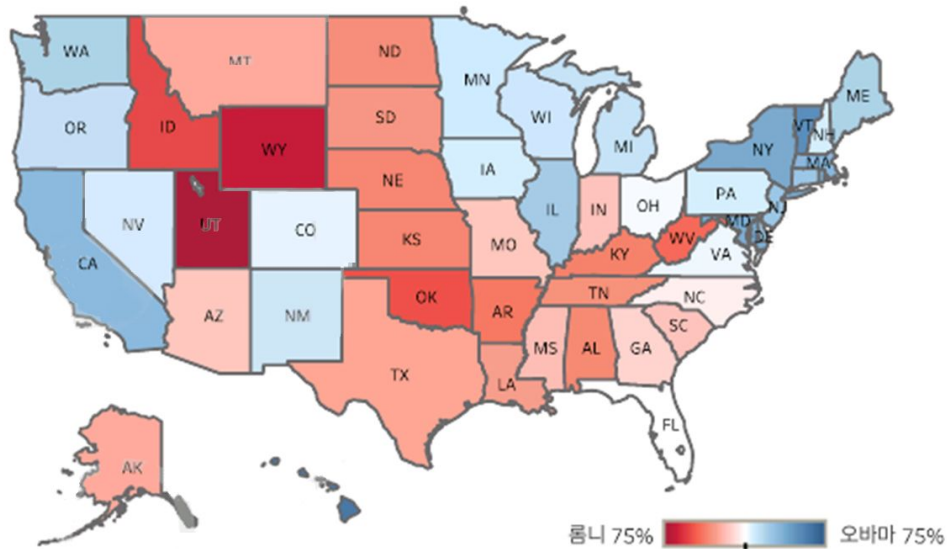 WA
MT
ND
MN
ME
OR
ID
SD
WI
VT
NH
WY
MI
NY
MA
NE
IA
PA
NV
UT
CO
IL
IN
OH
NJ
MD
DE
CA
KS
MO
KY
WV
VA
AZ
NM
OK
AR
TN
NC
TX
LA
MS
AL
GA
SC
FL
AK
롬니 75% 오바마 75%